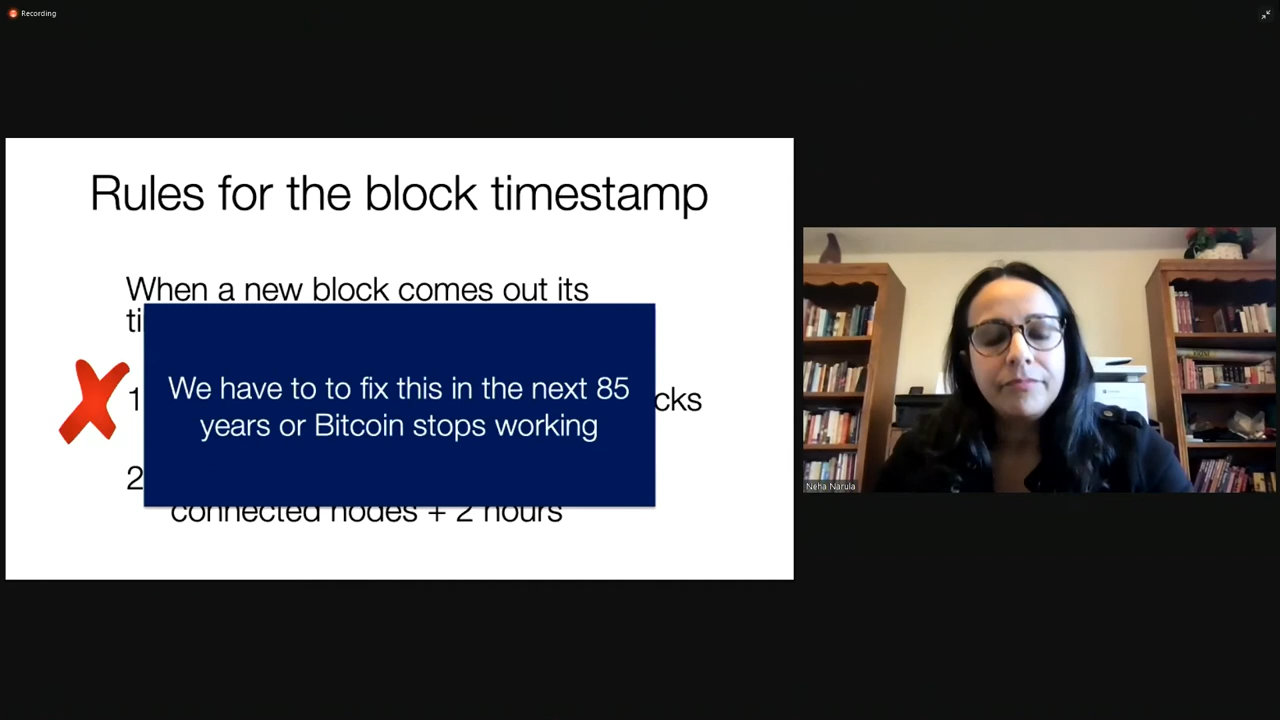 Recording
Rules for the block timestamp
When a new block comes out its
We have to to fix this in the next 85
years or Bitcoin stops working
1
cks
2
connected nodes + 2 hours
Neha Narula